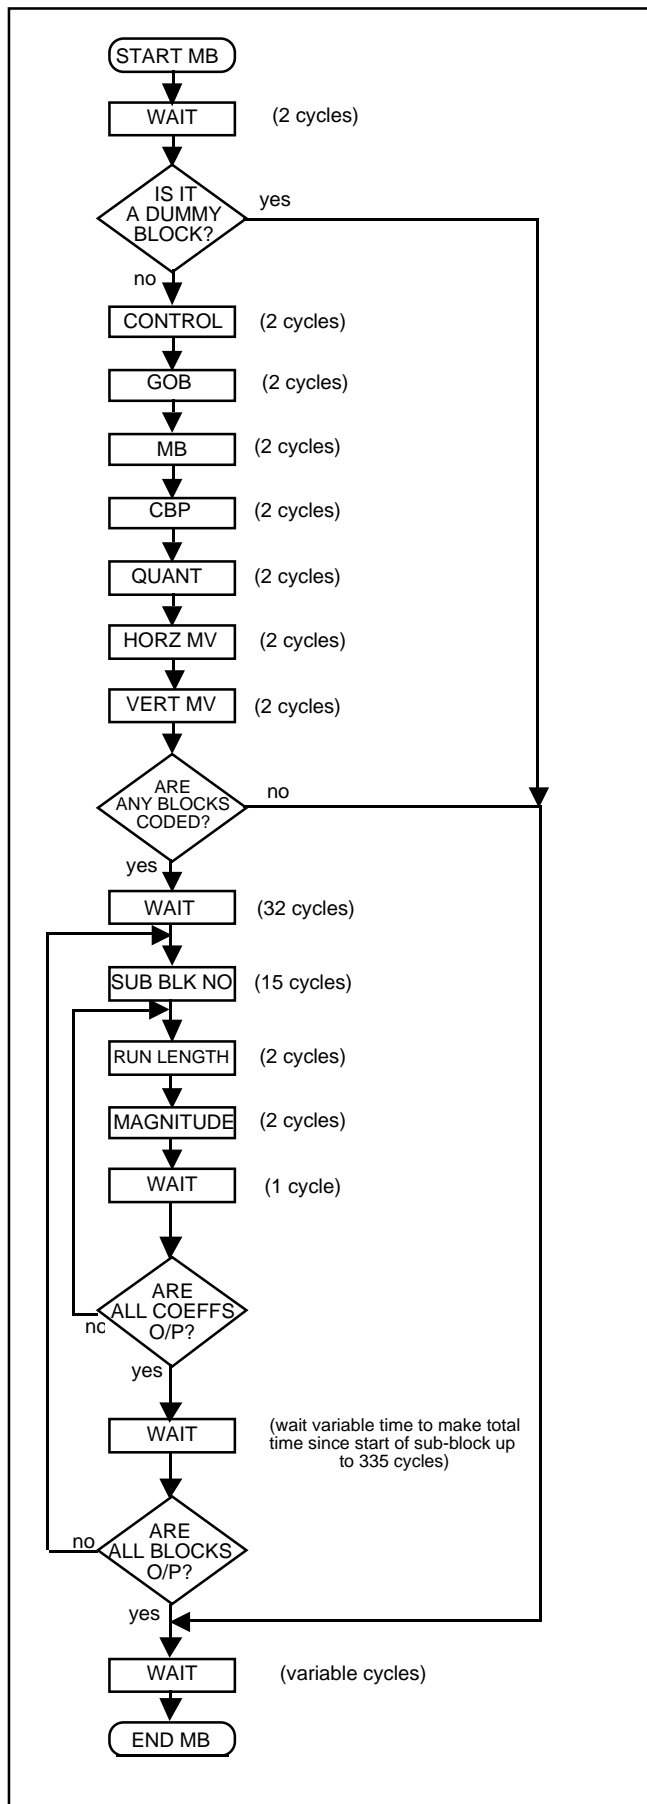 START MB
WAIT (2 cycles)
IS IT
A DUMMY
BLOCK?
yes
no
CONTROL (2 cycles)
GOB (2 cycles)
MB (2 cycles)
CBP (2 cycles)
QUANT (2 cycles)
HORZ MV (2 cycles)
VERT MV (2 cycles)
ARE
ANY BLOCKS
CODED?
no
yes
WAIT (32 cycles)
SUB BLK NO (15 cycles)
RUN LENGTH (2 cycles)
MAGNITUDE (2 cycles)
WAIT (1 cycle)
ARE
ALL COEFFS
O/P?
no
yes
WAIT
(wait variable time to make total
time since start of sub-block up
to 335 cycles)
ARE
ALL BLOCKS
O/P?
no
yes
WAIT (variable cycles)
END MB